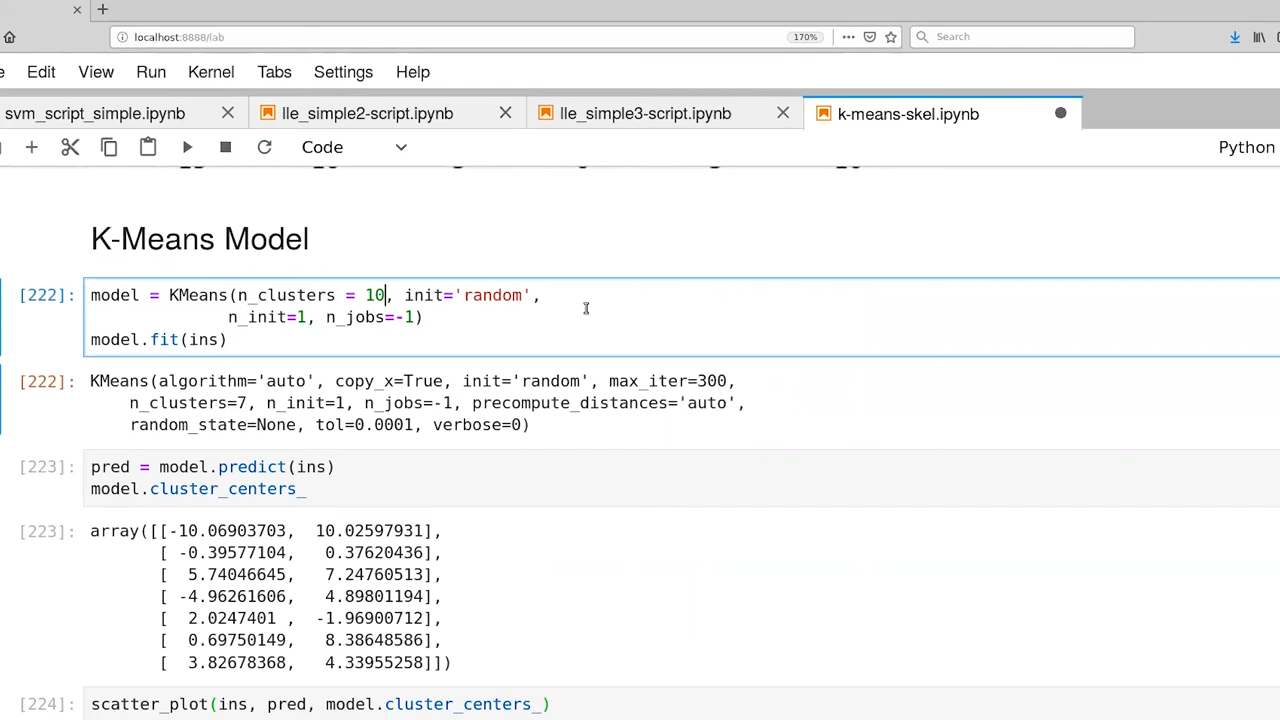 localhost:8888/lab
170%
Search
Edit View Run Kernel Tabs Settings Help
svm_script_simple.ipynb
lle_simple2-script.ipynb
lle_simple3-script.ipynb
k-means-skel.ipynb
Code
Python
K-Means Model
[222]: model = KMeans(n_clusters = 10, init='random',
n_init=1, n_jobs=-1)
model.fit(ins)
[222]: KMeans(algorithm='auto', copy_x=True, init='random', max_iter=300,
n_clusters=7, n_init=1, n_jobs=-1, precompute_distances='auto',
random_state=None, tol=0.0001, verbose=0)
[223]: pred = model.predict(ins)
model.cluster_centers_
[223]: array([[-10.06903703, 10.02597931],
[ -0.39577104, 0.37620436],
[ 5.74046645, 7.24760513],
[ -4.96261606, 4.89801194],
[ 2.0247401 , -1.96900712],
[ 0.69750149, 8.38648586],
[ 3.82678368, 4.33955258]])
[224]: scatter_plot(ins, pred, model.cluster_centers_)